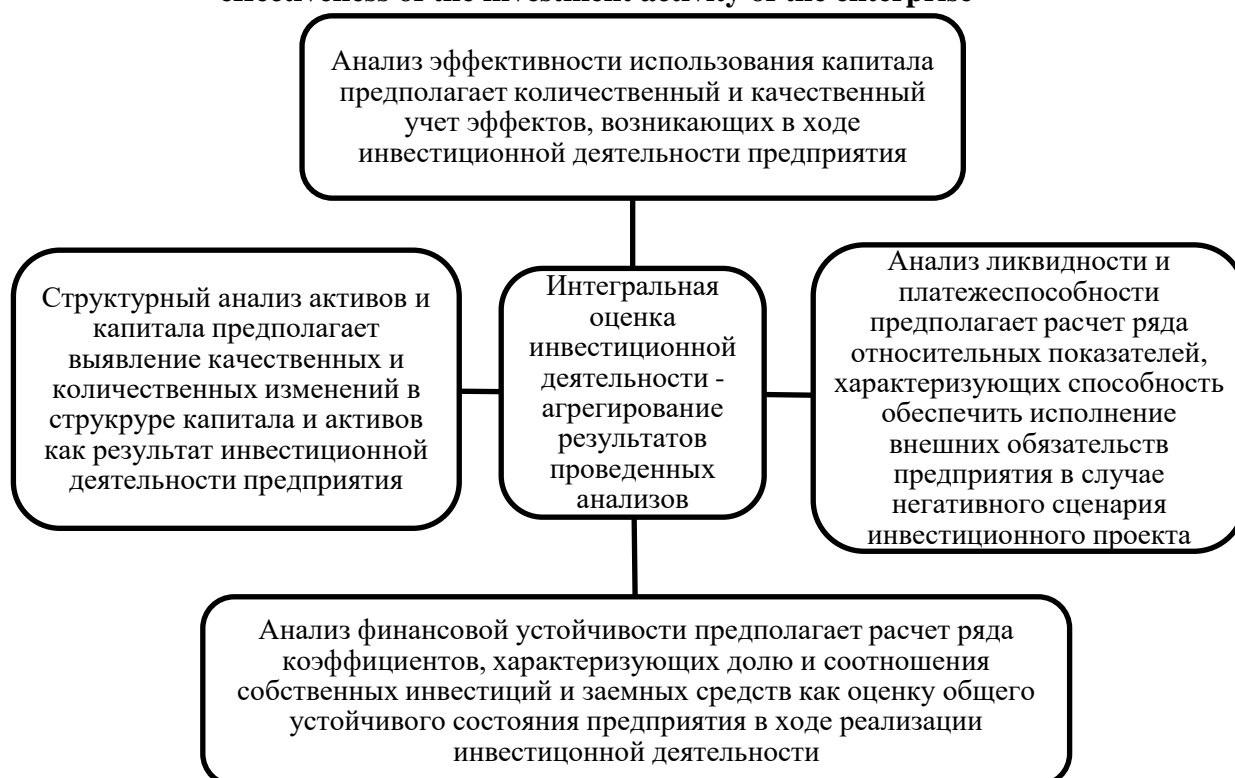 effectiveness of the investment activity of the enterprise
Анализ эффективности использования капитала
предполагает количественный и качественный
учет эффектов, возникающих в ходе
инвестиционной деятельности предприятия
Структурный анализ активов и
капитала предполагает
выявление качественных и
количественных изменений в
струкруре капитала и активов
как результат инвестиционной
деятельности предприятия
Интегральная
оценка
инвестиционной
деятельности -
агрегирование
результатов
проведенных
анализов
Анализ ликвидности и
платежеспособности
предполагает расчет ряда
относительных показателей,
характеризующих способность
обеспечить исполнение
внешних обязательств
предприятия в случае
негативного сценария
инвестиционного проекта
Анализ финансовой устойчивости предполагает расчет ряда
коэффициентов, характеризующих долю и соотношения
собственных инвестиций и заемных средств как оценку общего
устойчивого состояния предприятия в ходе реализации
инвестицонной деятельности